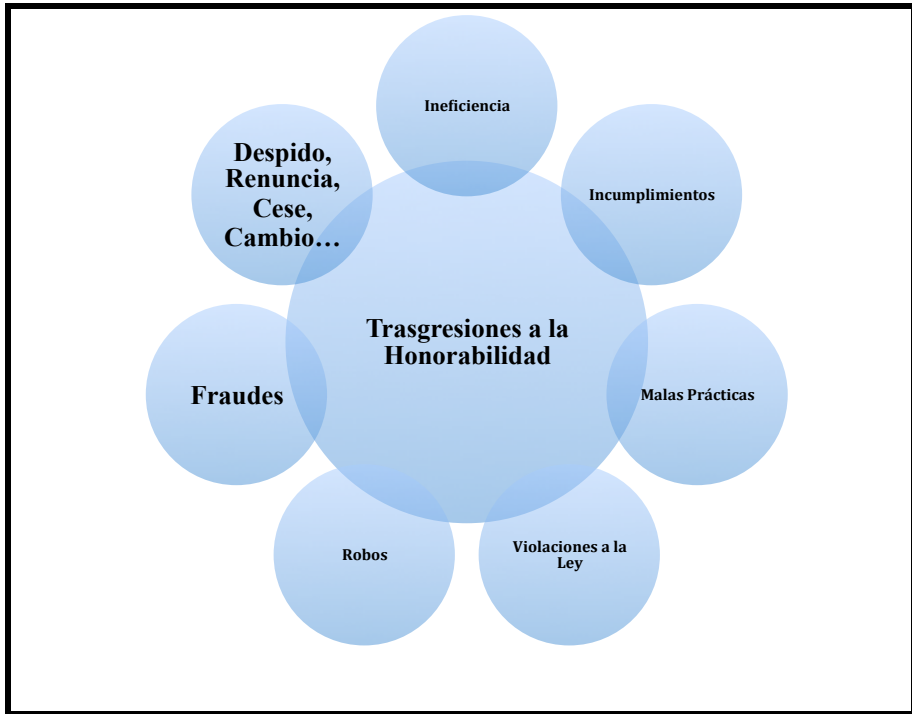 Ineficiencia
Despido,
Renuncia,
Cese,
Cambio…
Incumplimientos
Trasgresiones a la
Honorabilidad
Fraudes
Malas Prácticas
Robos
Violaciones a la
Ley